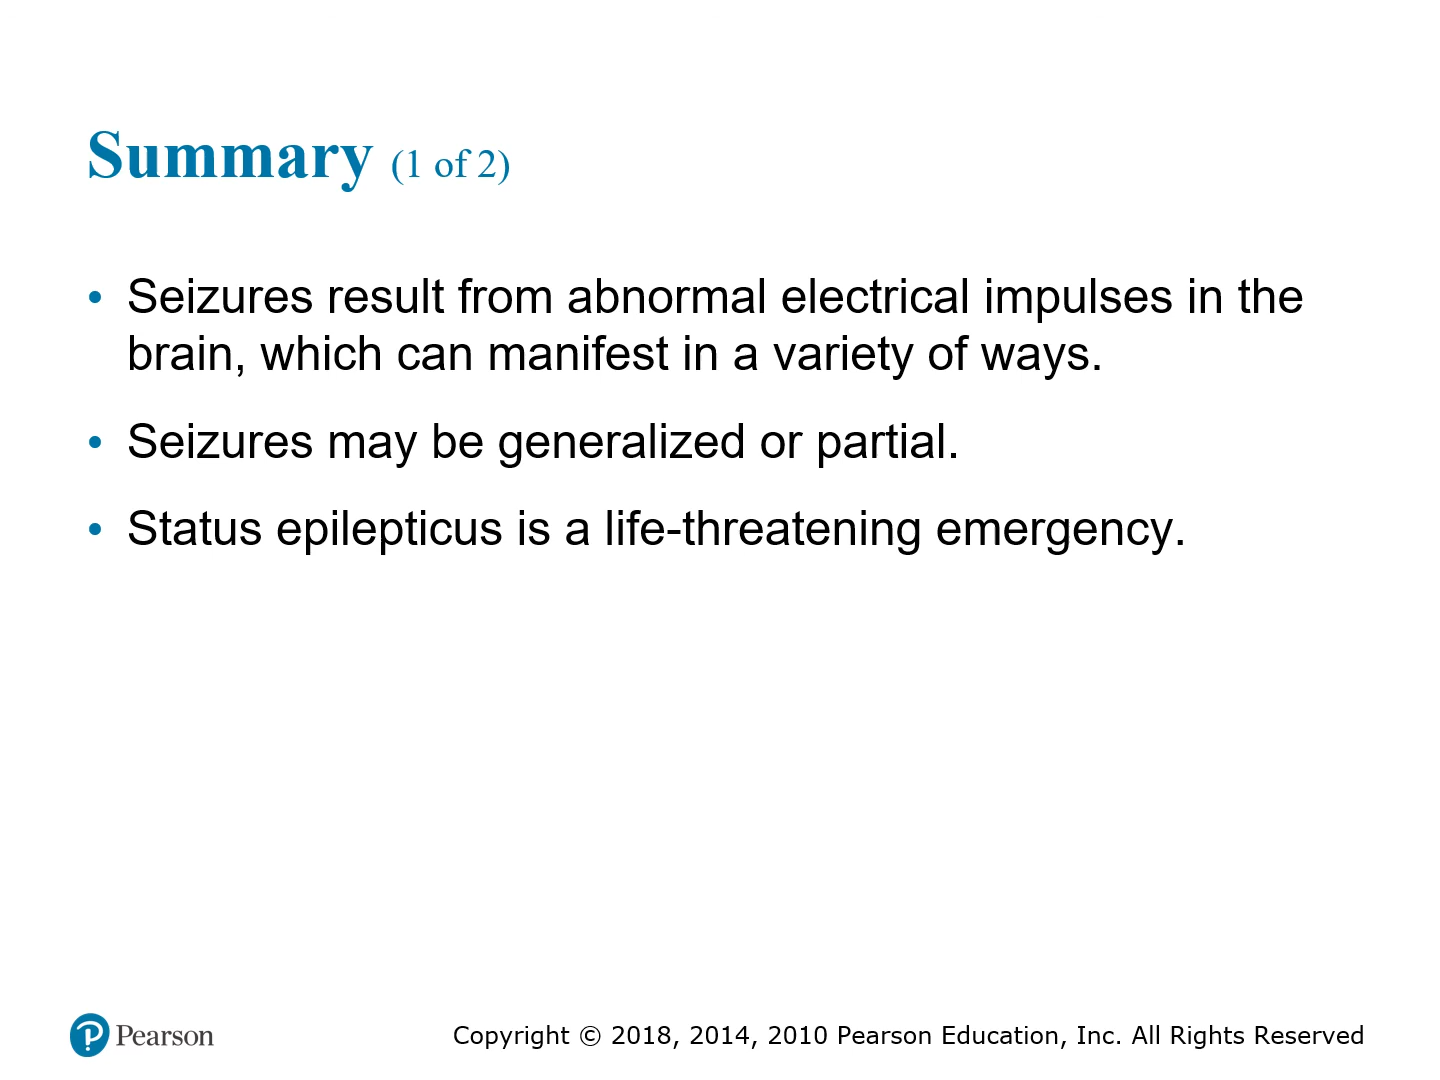 Summary (1 of 2)
• Seizures result from abnormal electrical impulses in the
brain, which can manifest in a variety of ways.
• Seizures may be generalized or partial.
• Status epilepticus is a life-threatening emergency.
Pearson
Copyright © 2018, 2014, 2010 Pearson Education, Inc. All Rights Reserved